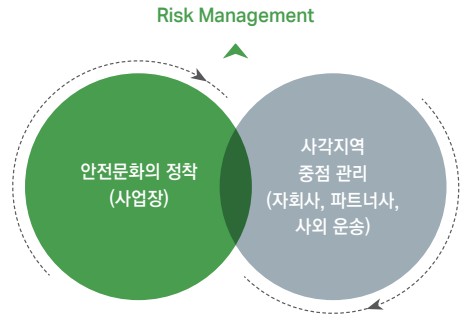 Risk Management
안전문화의 정착
(사업장)
사각지역
중점 관리
(자회사, 파트너사,
사외 운송)